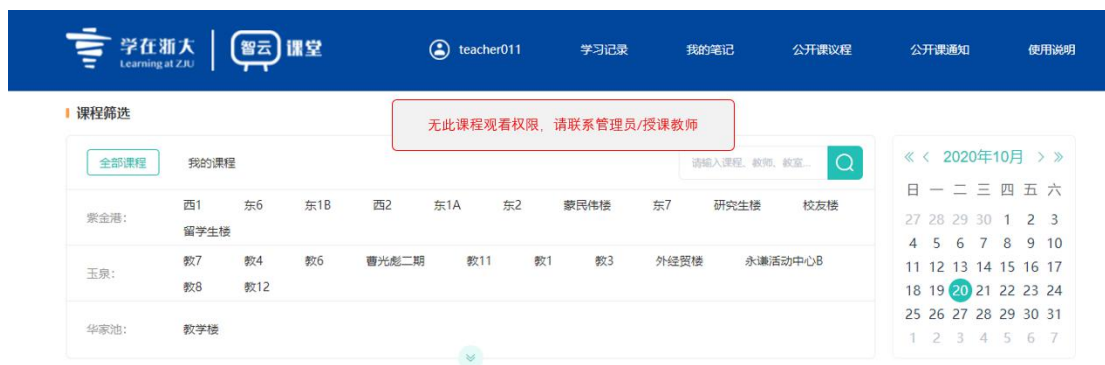 学在浙大 智云 课堂 teacher011 学习记录 我的笔记 公开课议程 公开课通知 使用说明
Learning at ZJU
课程筛选
无此课程观看权限，请联系管理员/授课教师
全部课程 我的课程 请输入课程、教师、教室...
紫金港： 西1 东6 东1B 西2 东1A 东2 蒙民伟楼 东7 研究生楼 校友楼
留学生楼
玉泉： 教7 教4 教6 曹光彪二期 教11 教1 教3 外经贸楼 永谦活动中心B
教8 教12
华家池： 教学楼
« < 2020年10月 > »
日 一 二 三 四 五 六
27 28 29 30 1 2 3
4 5 6 7 8 9 10
11 12 13 14 15 16 17
18 19 20 21 22 23 24
25 26 27 28 29 30 31
1 2 3 4 5 6 7